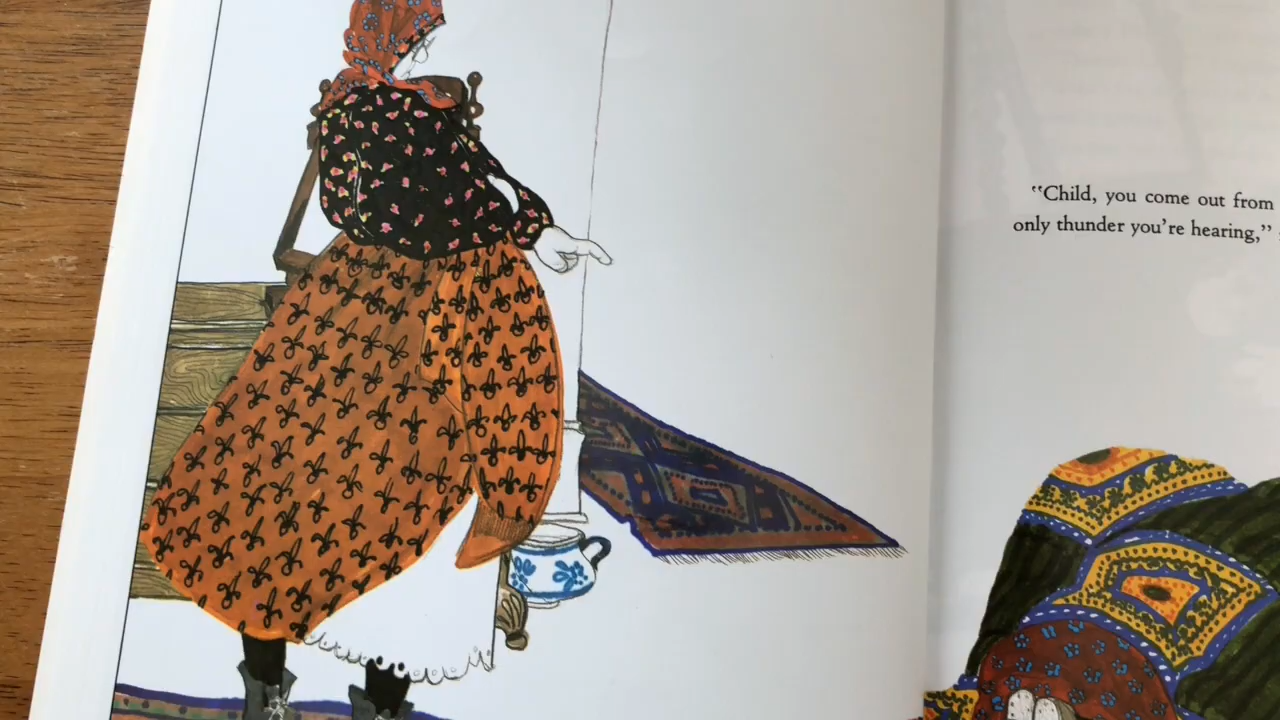 “Child, you come out from
only thunder you’re hearing,”